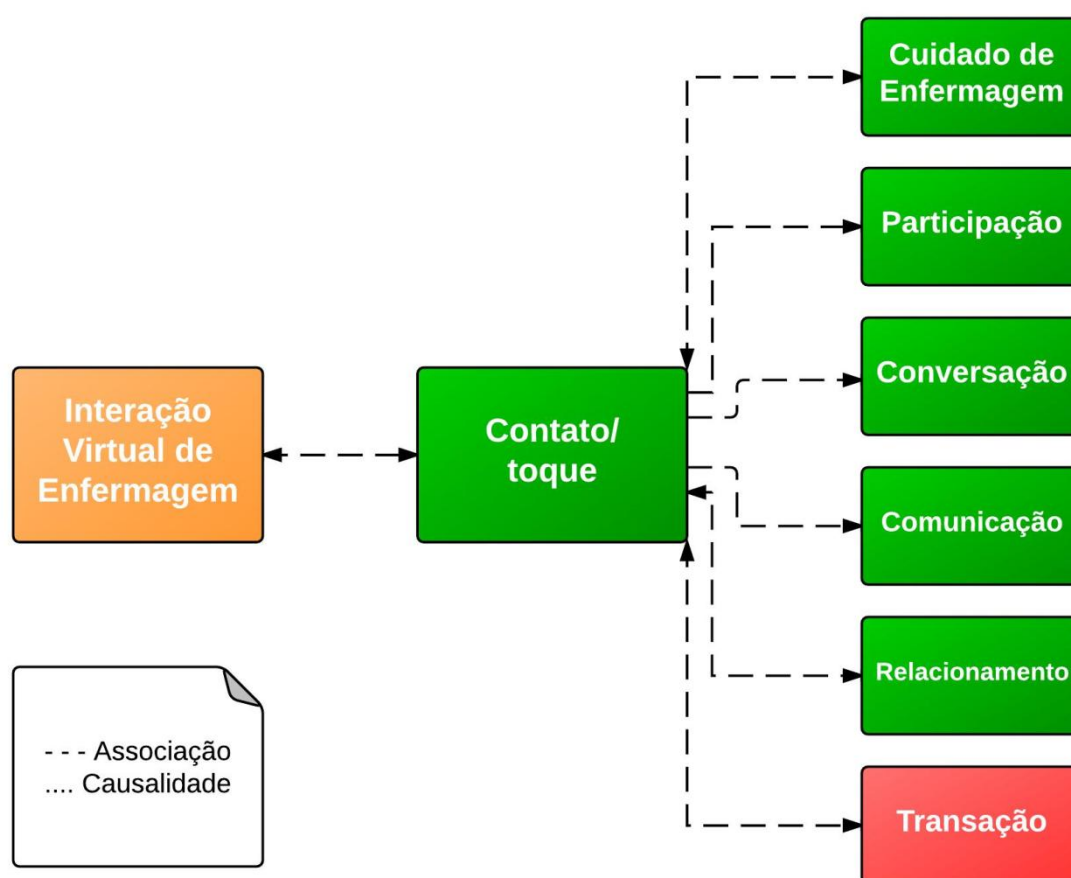 Cuidado de
Enfermagem
Participação
Conversação
Interação
Virtual de
Enfermagem
Contato/
toque
Comunicação
Relacionamento
- - - Associação
.... Causalidade
Transação